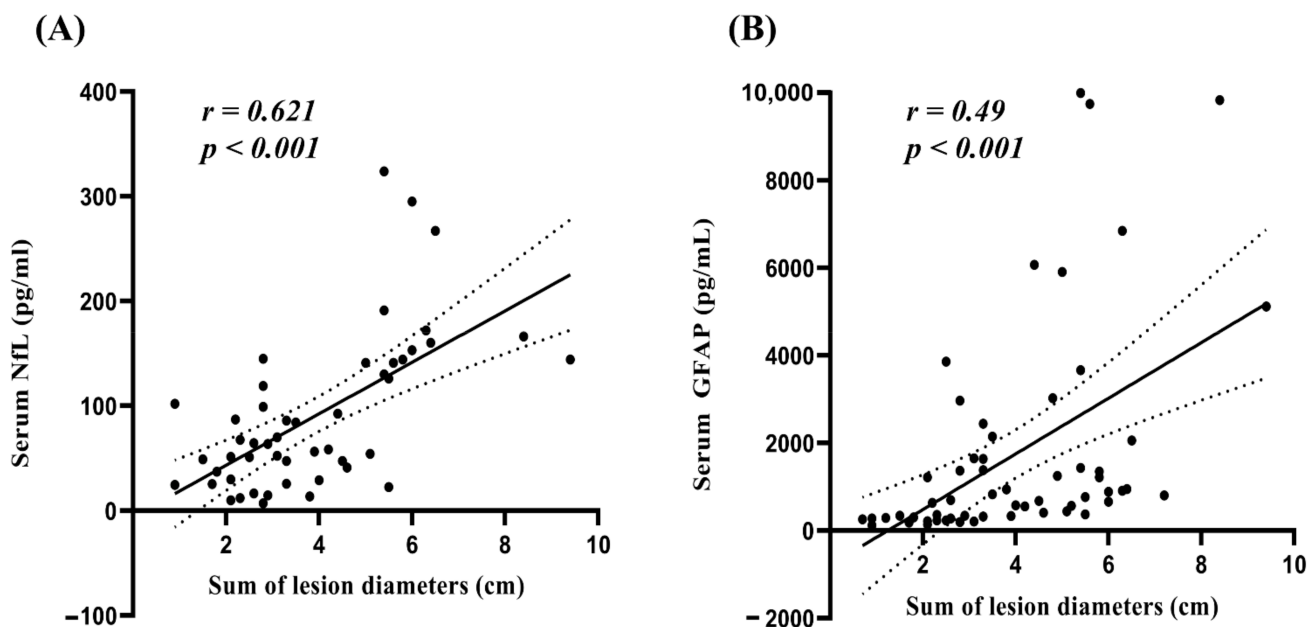 (A)
r = 0.621
p < 0.001
400
300
200
100
0
−100
2
4
6
8
10
Serum NfL (pg/ml)
Sum of lesion diameters (cm)
(B)
r = 0.49
p < 0.001
10,000
8000
6000
4000
2000
0
−2000
2
4
6
8
10
Serum GFAP (pg/mL)
Sum of lesion diameters (cm)